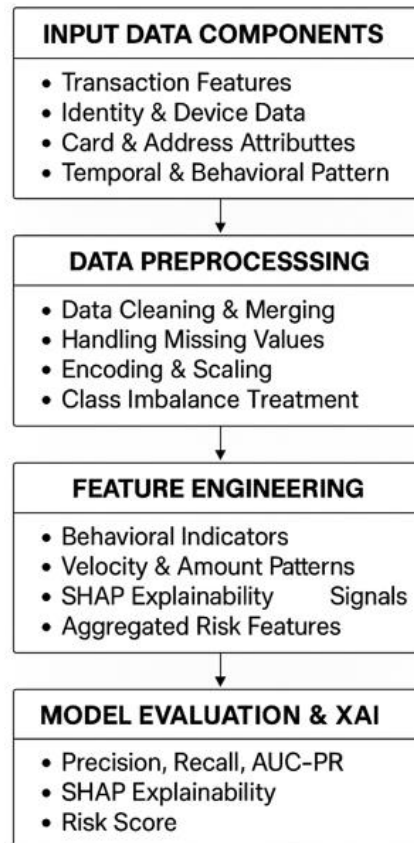 INPUT DATA COMPONENTS
• Transaction Features
• Identity & Device Data
• Card & Address Attributtes
• Temporal & Behavioral Pattern
DATA PREPROCESSSING
• Data Cleaning & Merging
• Handling Missing Values
• Encoding & Scaling
• Class Imbalance Treatment
FEATURE ENGINEERING
• Behavioral Indicators
• Velocity & Amount Patterns
• SHAP Explainability Signals
• Aggregated Risk Features
MODEL EVALUATION & XAI
• Precision, Recall, AUC-PR
• SHAP Explainability
• Risk Score